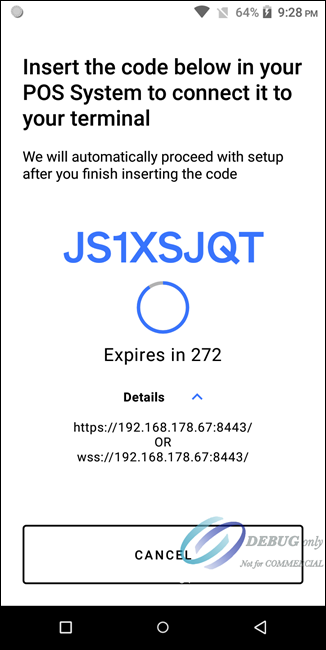 64% 9:28 PM
Insert the code below in your
POS System to connect it to
your terminal
We will automatically proceed with setup
after you finish inserting the code
JS1XSJQT
Expires in 272
Details
https://192.168.178.67:8443/
OR
wss://192.168.178.67:8443/
CANCEL
DEBUG only
Not for COMMERCIAL